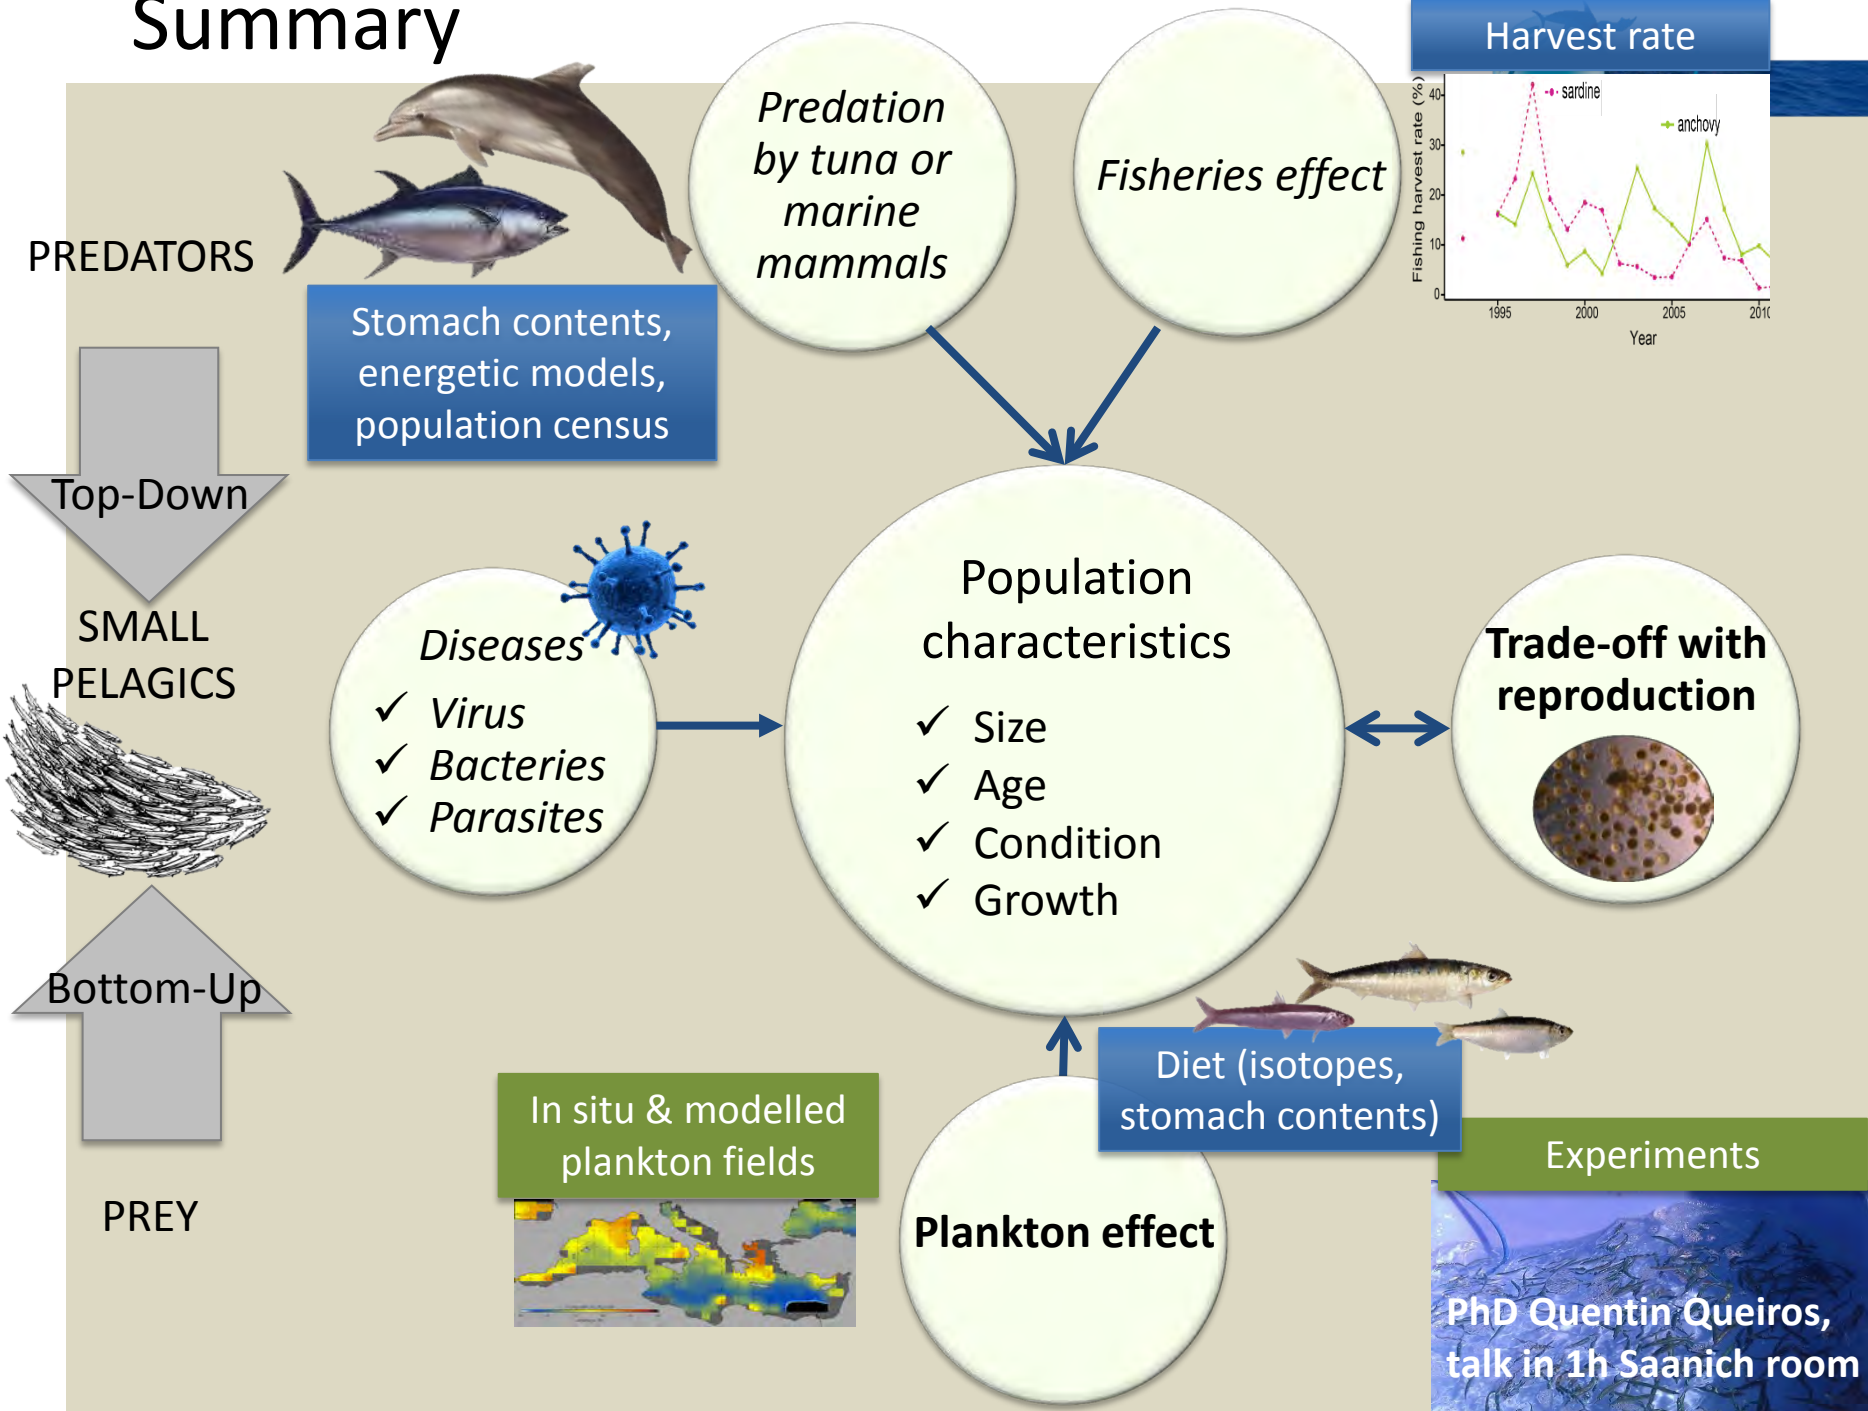 Summary
Harvest rate
Fishing harvest rate (%)
40
30
20
10
0
sardine
anchovy
1995
2000
2005
2010
Year
Predation
by tuna or
marine
mammals
Fisheries effect
PREDATORS
Stomach contents,
energetic models,
population census
Top-Down
SMALL
PELAGICS
Diseases
✓ Virus
✓ Bacteries
✓ Parasites
Population
characteristics
✓ Size
✓ Age
✓ Condition
✓ Growth
Trade-off with
reproduction
Bottom-Up
Diet (isotopes,
stomach contents)
In situ & modelled
plankton fields
Experiments
PREY
Plankton effect
PhD Quentin Queiros,
talk in 1h Saanich room